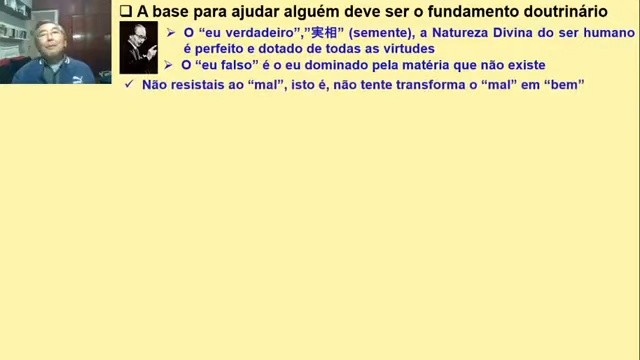 ❑ A base para ajudar alguém deve ser o fundamento doutrinário
➢ O “eu verdadeiro”,”実相” (semente), a Natureza Divina do ser humano
é perfeito e dotado de todas as virtudes
➢ O “eu falso” é o eu dominado pela matéria que não existe
✓ Não resistais ao “mal”, isto é, não tente transforma o “mal” em “bem”